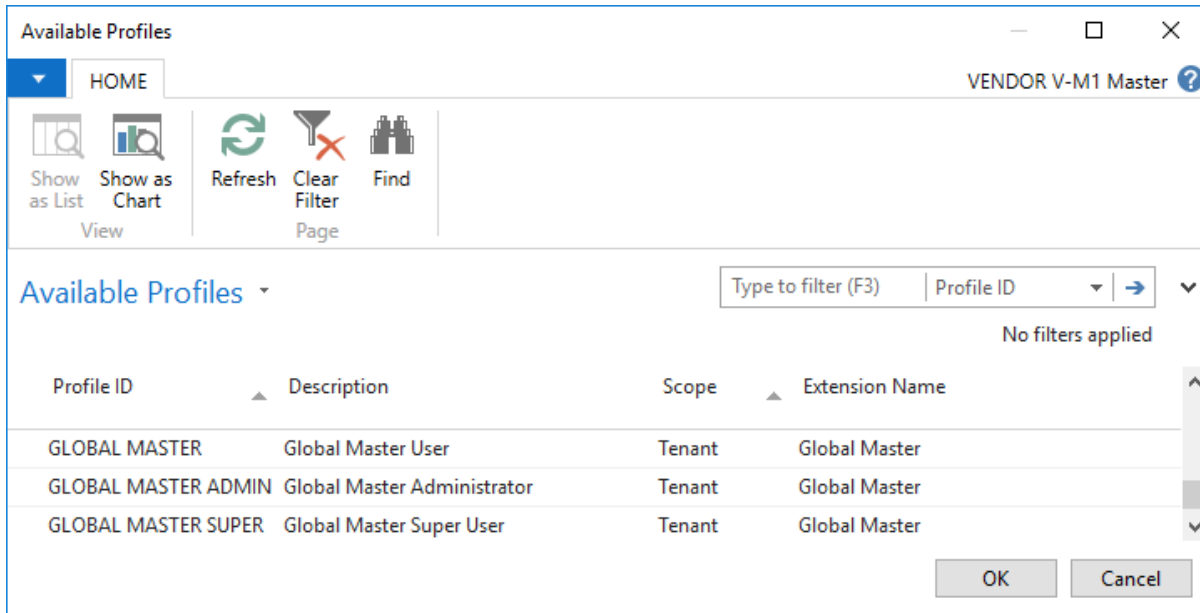 Available Profiles
HOME
VENDOR V-M1 Master ?
Show as List
Show as Chart
Refresh
Clear Filter
Find
View
Page
Available Profiles
Type to filter (F3)
Profile ID
No filters applied
Profile ID Description Scope Extension Name
GLOBAL MASTER Global Master User Tenant Global Master
GLOBAL MASTER ADMIN Global Master Administrator Tenant Global Master
GLOBAL MASTER SUPER Global Master Super User Tenant Global Master
OK Cancel